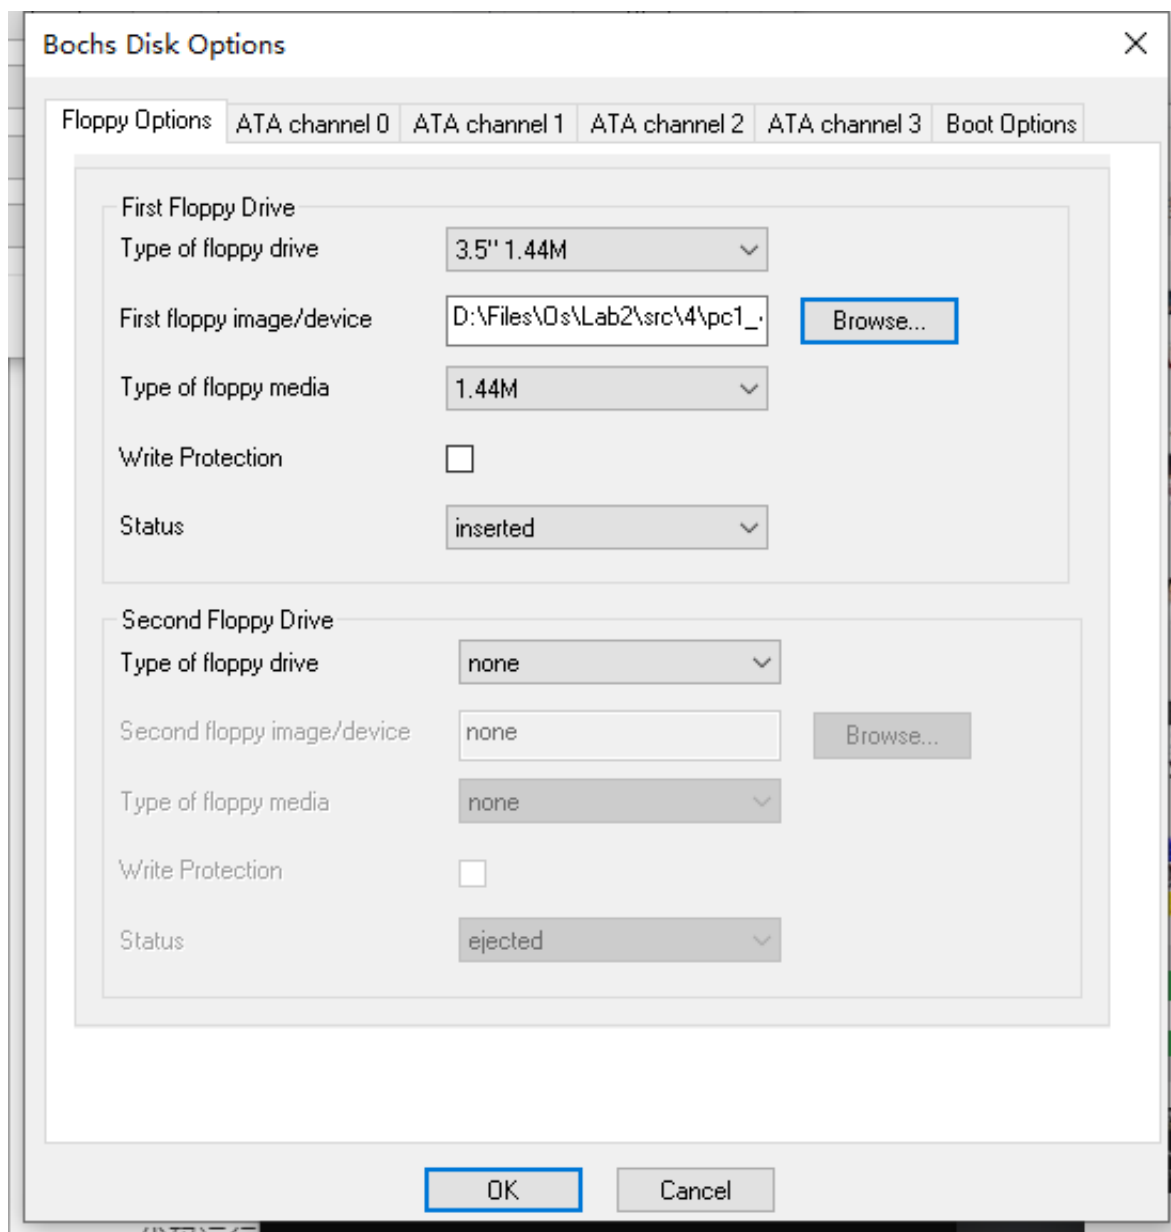 Bochs Disk Options
Floppy Options ATA channel 0 ATA channel 1 ATA channel 2 ATA channel 3 Boot Options
First Floppy Drive
Type of floppy drive 3.5" 1.44M
First floppy image/device D:\Files\Os\Lab2\src\4\pc1_ Browse...
Type of floppy media 1.44M
Write Protection
Status inserted
Second Floppy Drive
Type of floppy drive none
Second floppy image/device none Browse...
Type of floppy media none
Write Protection
Status ejected
OK Cancel